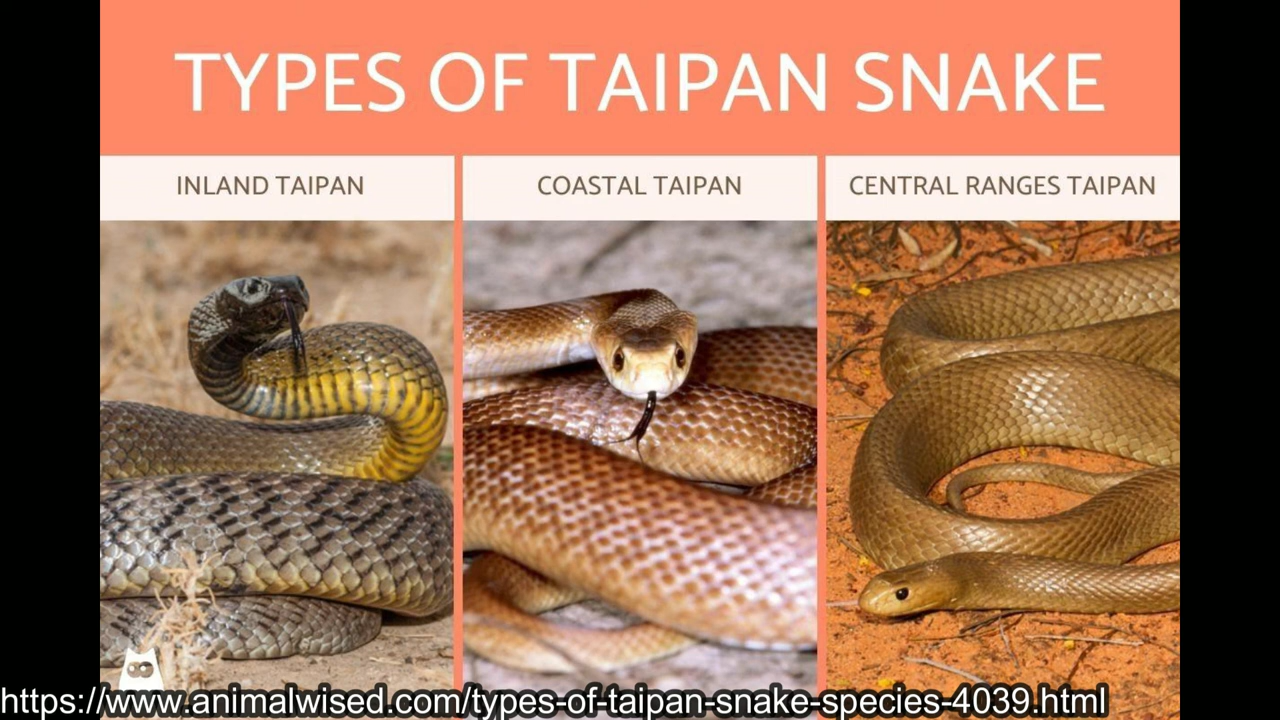 TYPES OF TAIPAN SNAKE
INLAND TAIPAN
COASTAL TAIPAN
CENTRAL RANGES TAIPAN
https://www.animalwised.com/types-of-taipan-snake-species-4039.html